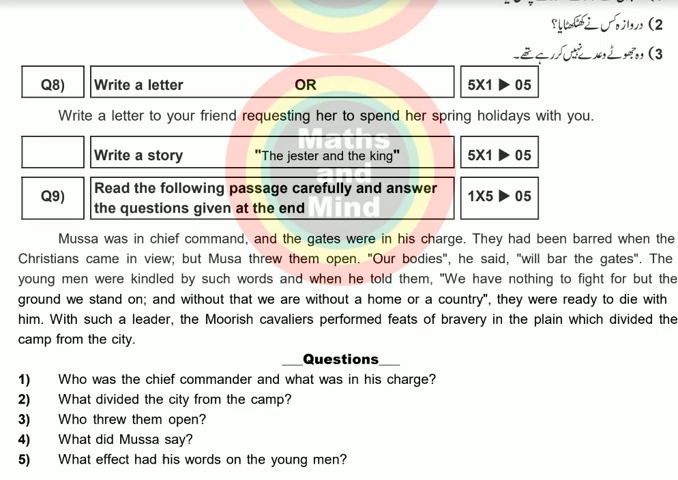 2) دروازہ کس نے کھٹکھٹایا؟
3) وہ جھوٹے وعدے نہیں کر رہے تھے۔
Q8) Write a letter OR 5X1 ▶ 05
Write a letter to your friend requesting her to spend her spring holidays with you.
Write a story "The jester and the king" 5X1 ▶ 05
Q9) Read the following passage carefully and answer the questions given at the end 1X5 ▶ 05
Maths
and
Mind
Mussa was in chief command, and the gates were in his charge. They had been barred when the
Christians came in view; but Musa threw them open. "Our bodies", he said, "will bar the gates". The
young men were kindled by such words and when he told them, "We have nothing to fight for but the
ground we stand on; and without that we are without a home or a country", they were ready to die with
him. With such a leader, the Moorish cavaliers performed feats of bravery in the plain which divided the
camp from the city.
___Questions___
1) Who was the chief commander and what was in his charge?
2) What divided the city from the camp?
3) Who threw them open?
4) What did Mussa say?
5) What effect had his words on the young men?